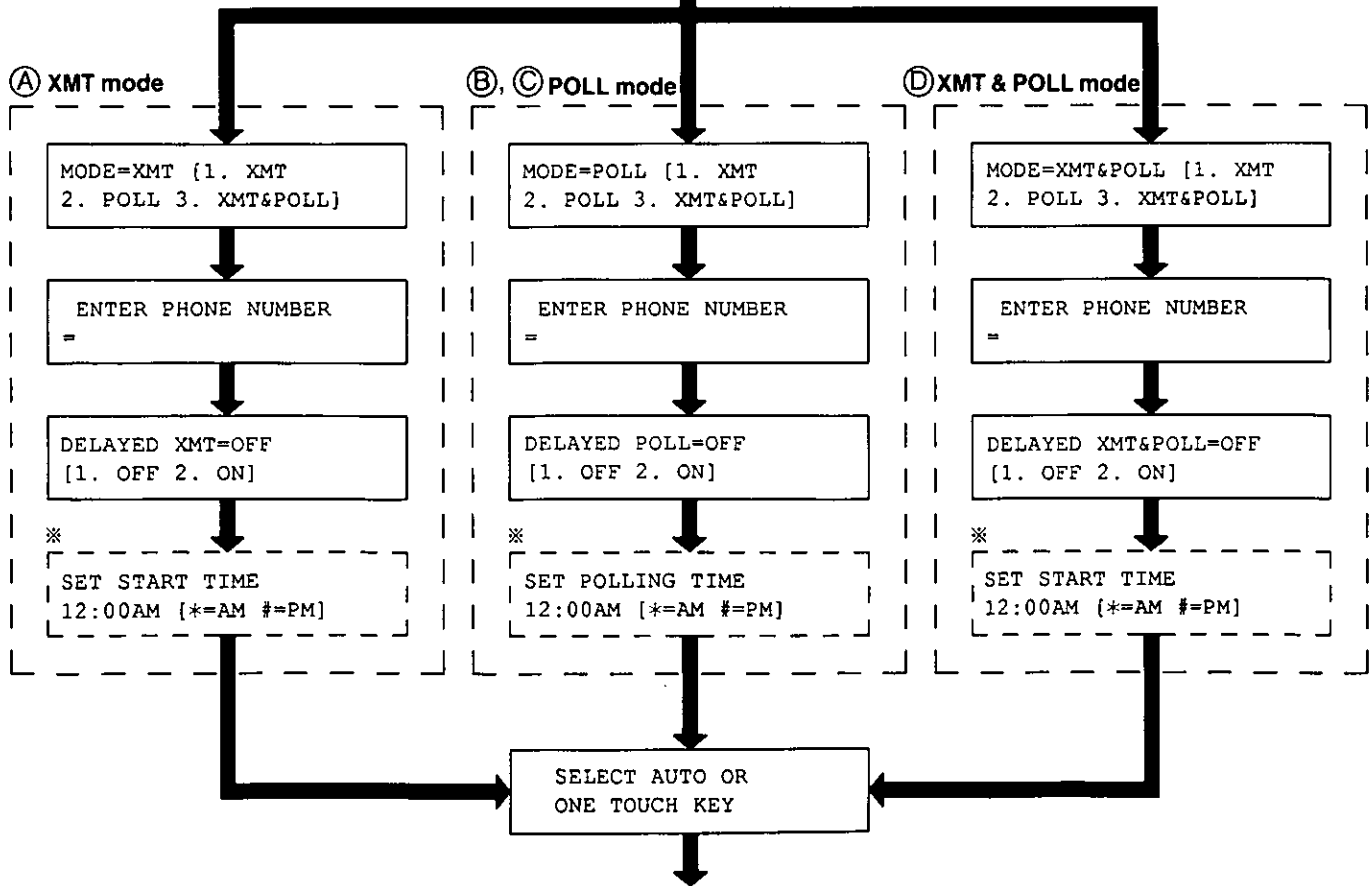 Ⓐ XMT mode
MODE=XMT [1. XMT
2. POLL 3. XMT&POLL]
ENTER PHONE NUMBER
=
DELAYED XMT=OFF
[1. OFF 2. ON]
※
SET START TIME
12:00AM [*=AM #=PM]
Ⓑ, Ⓒ POLL mode
MODE=POLL [1. XMT
2. POLL 3. XMT&POLL]
ENTER PHONE NUMBER
=
DELAYED POLL=OFF
[1. OFF 2. ON]
※
SET POLLING TIME
12:00AM [*=AM #=PM]
Ⓓ XMT & POLL mode
MODE=XMT&POLL [1. XMT
2. POLL 3. XMT&POLL]
ENTER PHONE NUMBER
=
DELAYED XMT&POLL=OFF
[1. OFF 2. ON]
※
SET START TIME
12:00AM [*=AM #=PM]
SELECT AUTO OR
ONE TOUCH KEY